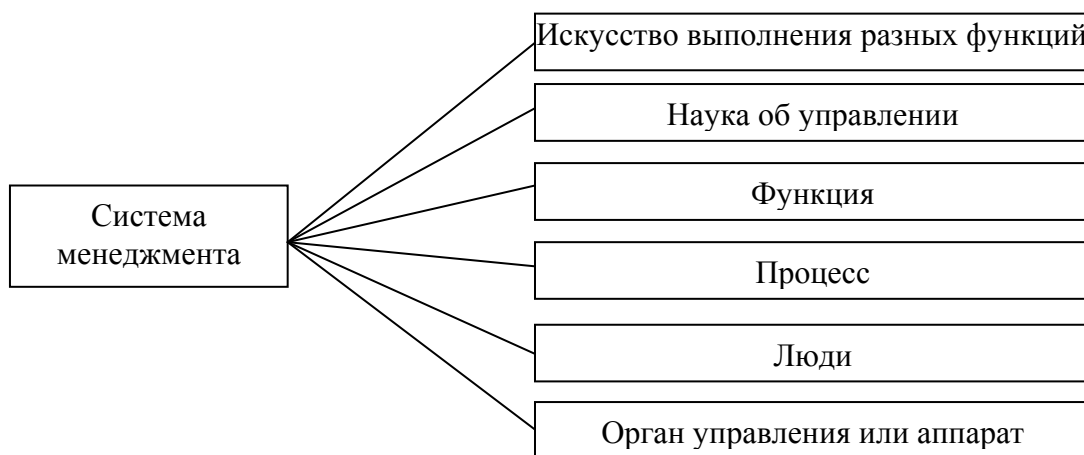 Искусство выполнения разных функций
Наука об управлении
Функция
Система
менеджмента
Процесс
Люди
Орган управления или аппарат